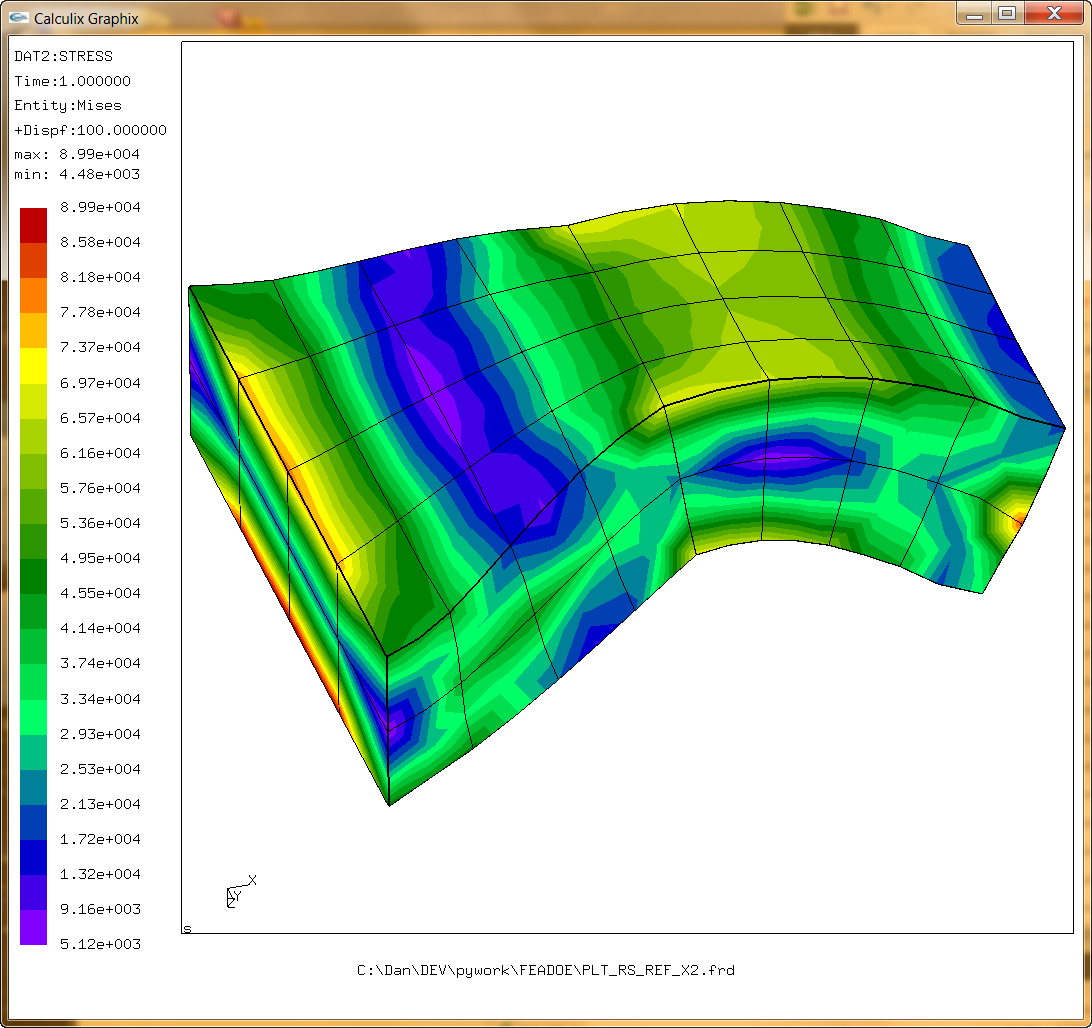 Calculix Graphix
DAT2:STRESS
Time:1.000000
Entity:Mises
+Dispf:100.000000
max: 8.99e+004
min: 4.48e+003
8.99e+004
8.58e+004
8.18e+004
7.78e+004
7.37e+004
6.97e+004
6.57e+004
6.16e+004
5.76e+004
5.36e+004
4.95e+004
4.55e+004
4.14e+004
3.74e+004
3.34e+004
2.93e+004
2.53e+004
2.13e+004
1.72e+004
1.32e+004
9.16e+003
5.12e+003
X
Y
Z
s
C:\Dan\DEV\pywork\FEADOE\PLT_RS_REF_X2.frd